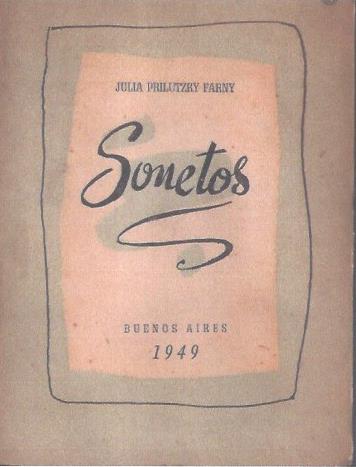 JULIA PRILUTZKY FARNY
Sonetos
BUENOS AIRES
1949